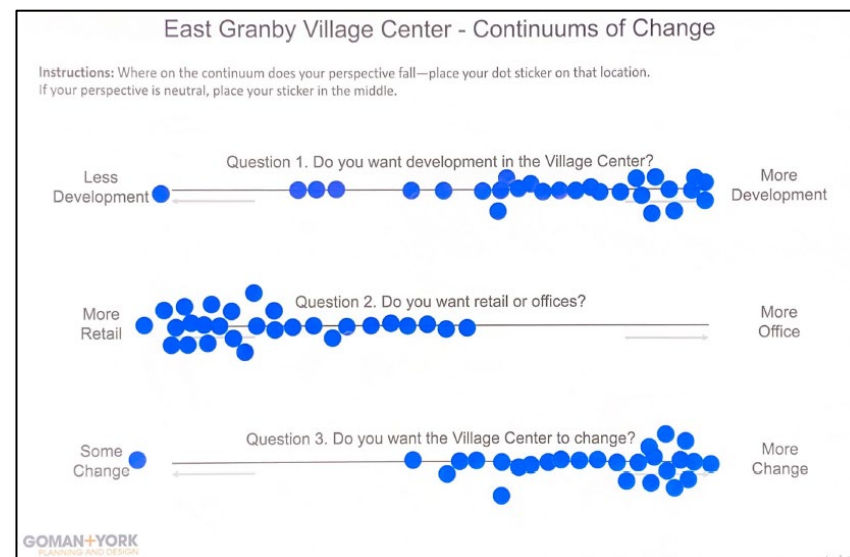 East Granby Village Center - Continuums of Change
Instructions: Where on the continuum does your perspective fall—place your dot sticker on that location.
If your perspective is neutral, place your sticker in the middle.
Question 1. Do you want development in the Village Center?
Less
Development
More
Development
Question 2. Do you want retail or offices?
More
Retail
More
Office
Question 3. Do you want the Village Center to change?
Some
Change
More
Change
GOMAN+YORK
PLANNING AND DESIGN